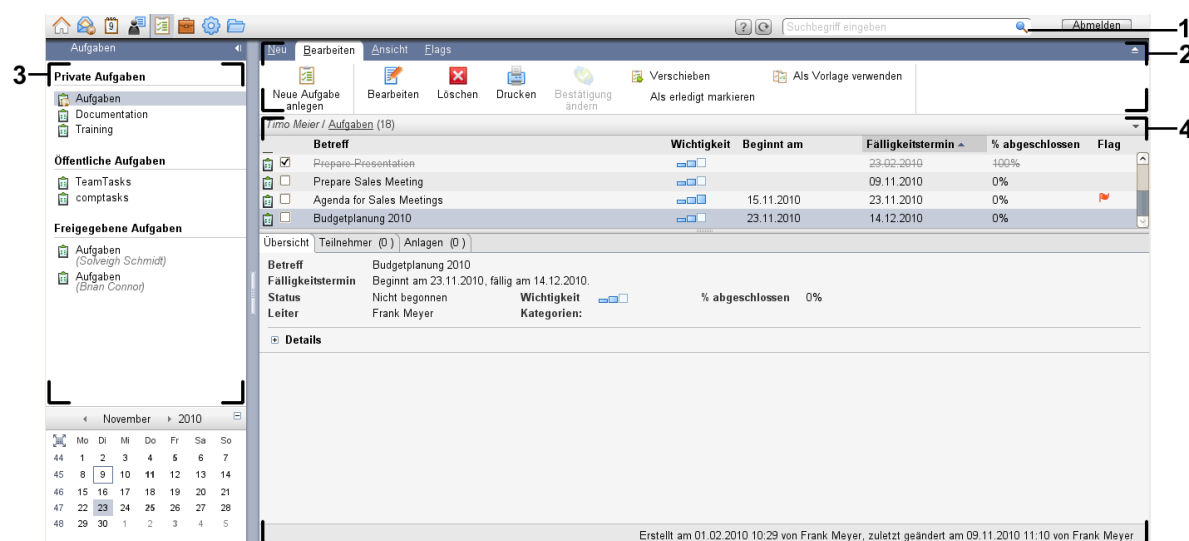 9
? Suchbegriff eingeben Abmelden 1
Aufgaben
Neu Bearbeiten Ansicht Flags 2
3
Private Aufgaben
Aufgaben
Documentation
Training
Öffentliche Aufgaben
TeamTasks
comptasks
Freigegebene Aufgaben
Aufgaben
(Solveigh Schmidt)
Aufgaben
(Brian Connor)
November 2010
Mo Di Mi Do Fr Sa So
44 1 2 3 4 5 6 7
45 8 9 10 11 12 13 14
46 15 16 17 18 19 20 21
47 22 23 24 25 26 27 28
48 29 30 1 2 3 4 5
Neue Aufgabe
anlegen
Bearbeiten
Löschen
Drucken
Bestätigung
ändern
Verschieben
Als erledigt markieren
Als Vorlage verwenden
Timo Meier / Aufgaben (18) 4
Betreff Wichtigkeit Beginnt am Fälligkeitstermin % abgeschlossen Flag
Prepare Presentation 23.02.2010 100%
Prepare Sales Meeting 09.11.2010 0%
Agenda for Sales Meetings 15.11.2010 23.11.2010 0%
Budgetplanung 2010 23.11.2010 14.12.2010 0%
Übersicht Teilnehmer (0) Anlagen (0)
Betreff Budgetplanung 2010
Fälligkeitstermin Beginnt am 23.11.2010, fällig am 14.12.2010.
Status Nicht begonnen Wichtigkeit % abgeschlossen 0%
Leiter Frank Meyer Kategorien:
Details
Erstellt am 01.02.2010 10:29 von Frank Meyer, zuletzt geändert am 09.11.2010 11:10 von Frank Meyer